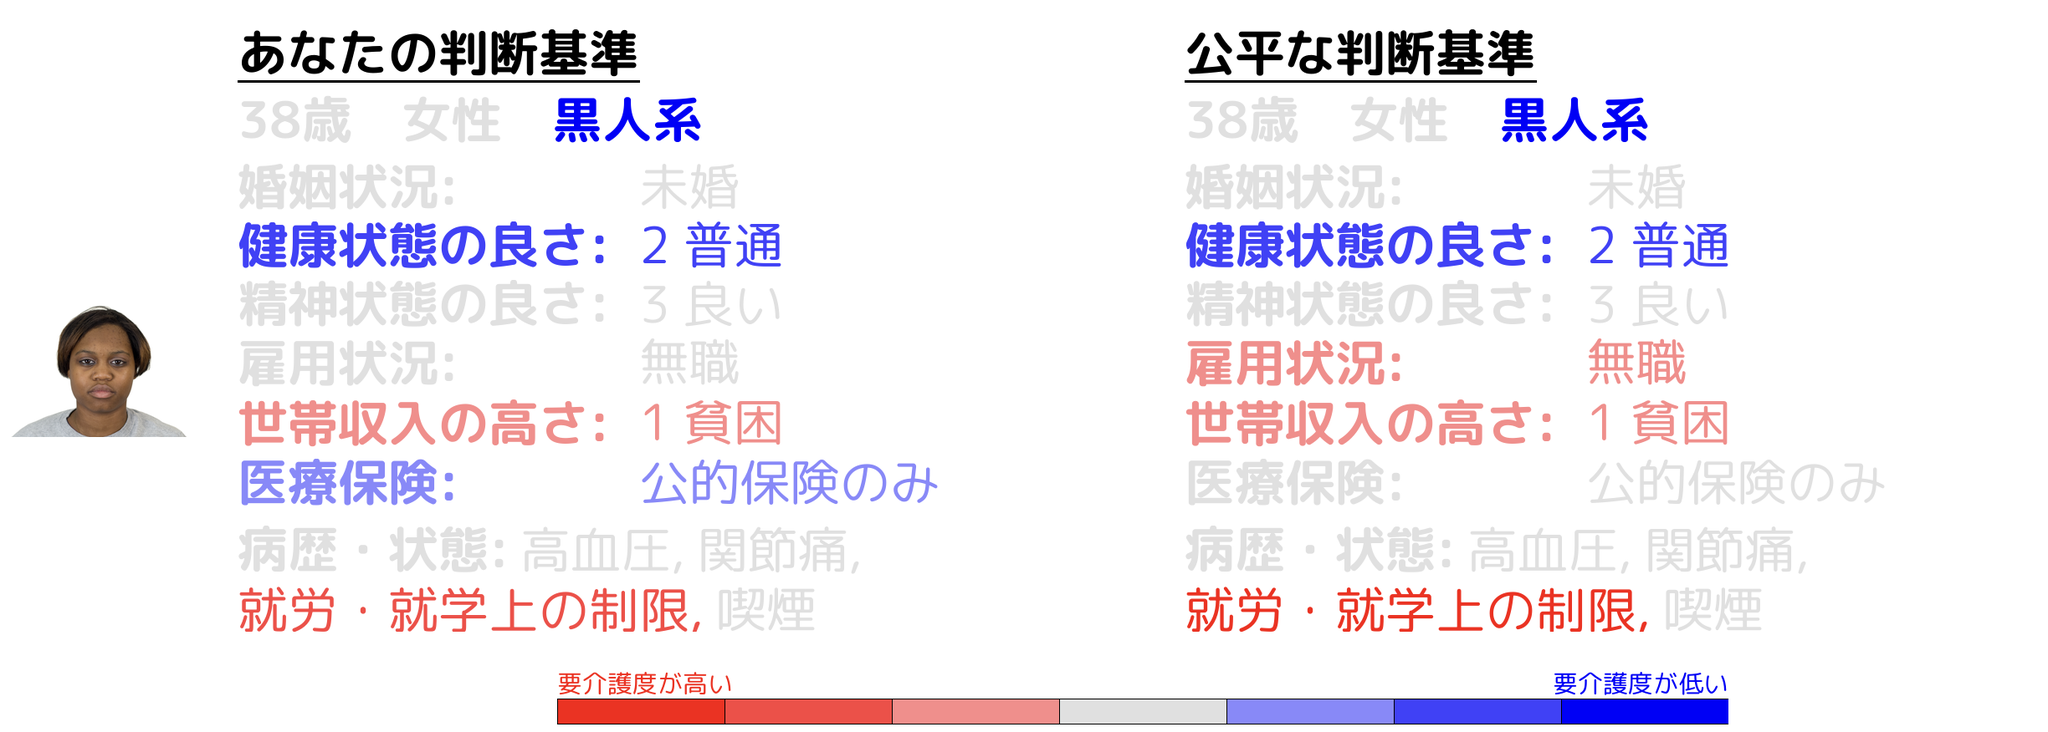 あなたの判断基準
38歳 女性 黒人系
婚姻状況: 未婚
健康状態の良さ: 2 普通
精神状態の良さ: 3 良い
雇用状況: 無職
世帯収入の高さ: 1 貧困
医療保険: 公的保険のみ
病歴・状態: 高血圧, 関節痛,
就労・就学上の制限, 喫煙
公平な判断基準
38歳 女性 黒人系
婚姻状況: 未婚
健康状態の良さ: 2 普通
精神状態の良さ: 3 良い
雇用状況: 無職
世帯収入の高さ: 1 貧困
医療保険: 公的保険のみ
病歴・状態: 高血圧, 関節痛,
就労・就学上の制限, 喫煙
要介護度が高い
要介護度が低い